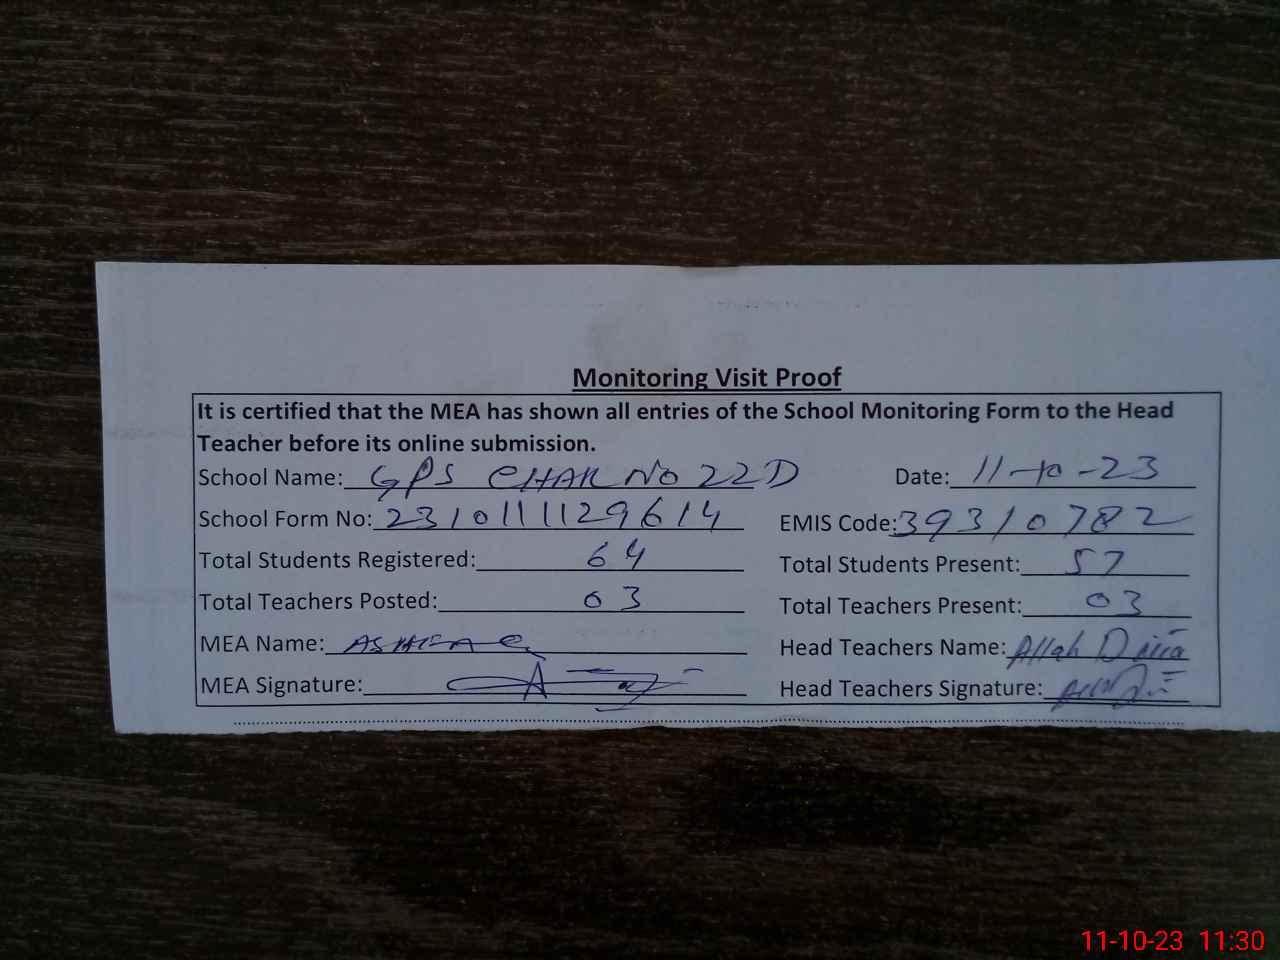 Monitoring Visit Proof
It is certified that the MEA has shown all entries of the School Monitoring Form to the Head
Teacher before its online submission.
School Name: GPS CHAK NO 22D Date: 11-10-23
School Form No: 231011129614 EMIS Code: 39310782
Total Students Registered: 64 Total Students Present: 57
Total Teachers Posted: 03 Total Teachers Present: 03
MEA Name: Head Teachers Name: Allah Ditta
MEA Signature: Head Teachers Signature:
11-10-23 11:30